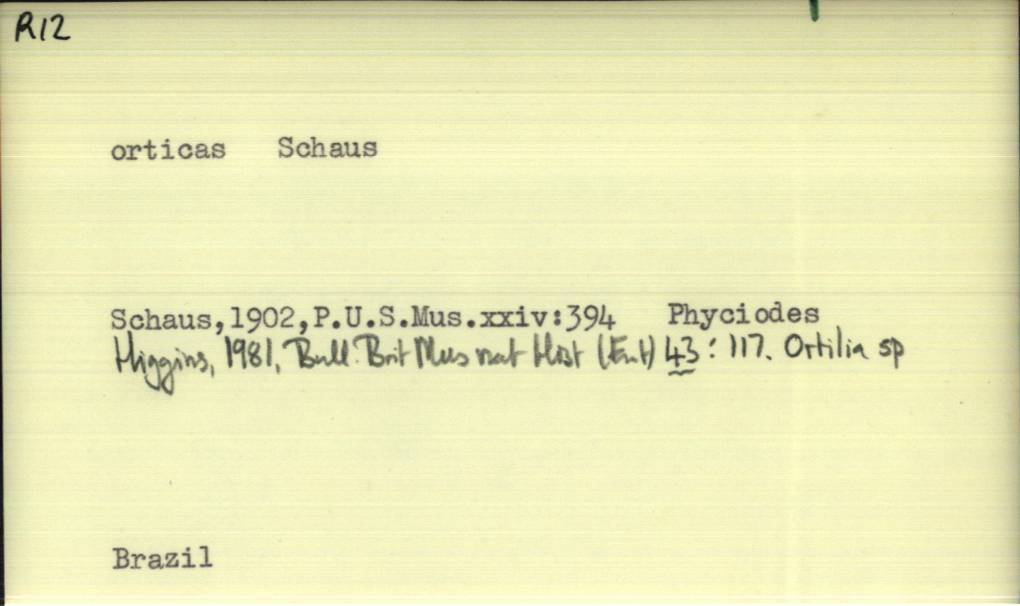 R12
orticas Schaus
Schaus,1902,P.U.S.Mus.xxiv:394 Phyciodes
Higgins, 1981, Bull. Brit Mus nat Hist (Ent) 43: 117. Ortilia sp
Brazil